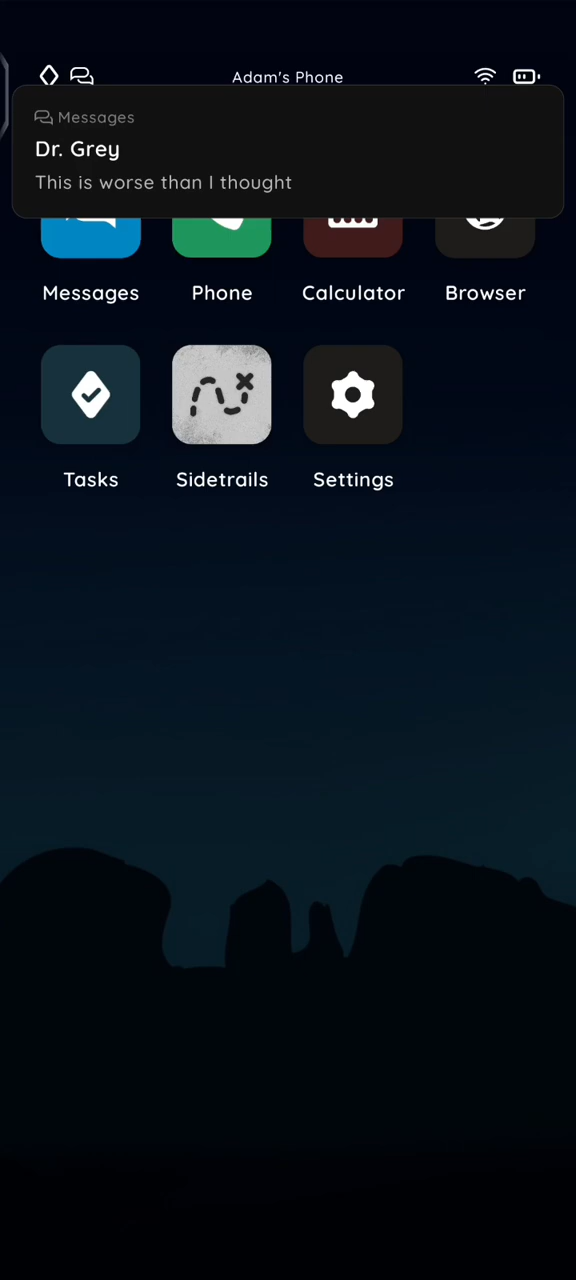 Adam's Phone
Messages
Dr. Grey
This is worse than I thought
Messages Phone Calculator Browser
Tasks Sidetrails Settings